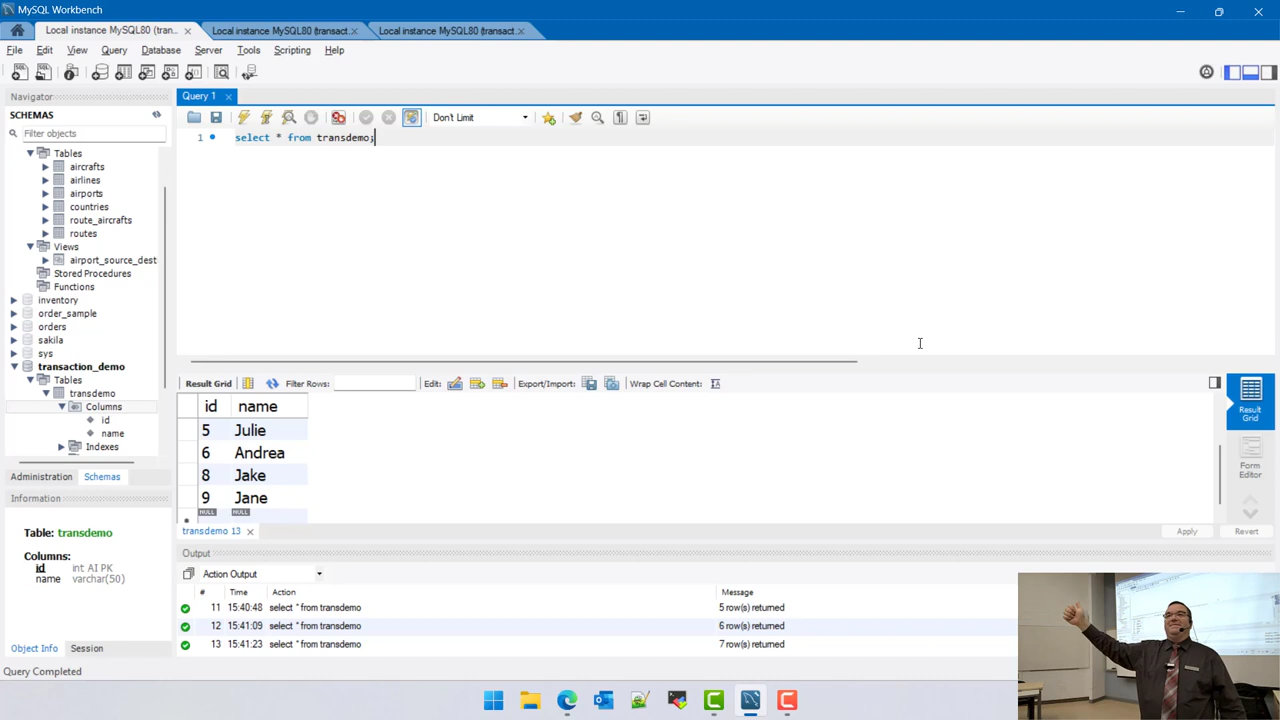 MySQL Workbench
Local instance MySQL80 (tran... × Local instance MySQL80 (transact... × Local instance MySQL80 (transact... ×
File Edit View Query Database Server Tools Scripting Help
Navigator
SCHEMAS
Filter objects
Tables
aircrafts
airlines
airports
countries
route_aircrafts
routes
Views
airport_source_dest
Stored Procedures
Functions
inventory
order_sample
orders
sakila
sys
transaction_demo
Tables
transdemo
Columns
id
name
Indexes
Administration Schemas
Information
Table: transdemo
Columns:
id int AI PK
name varchar(50)
Object Info Session
Query Completed
Query 1 ×
Don't Limit
1 select * from transdemo;
Result Grid Filter Rows: Edit: Export/Import: Wrap Cell Content:
id name
5 Julie
6 Andrea
8 Jake
9 Jane
NULL NULL
Result Grid
Form Editor
transdemo 13 ×
Apply Revert
Output
Action Output
# Time Action Message
11 15:40:48 select * from transdemo 5 row(s) returned
12 15:41:09 select * from transdemo 6 row(s) returned
13 15:41:23 select * from transdemo 7 row(s) returned